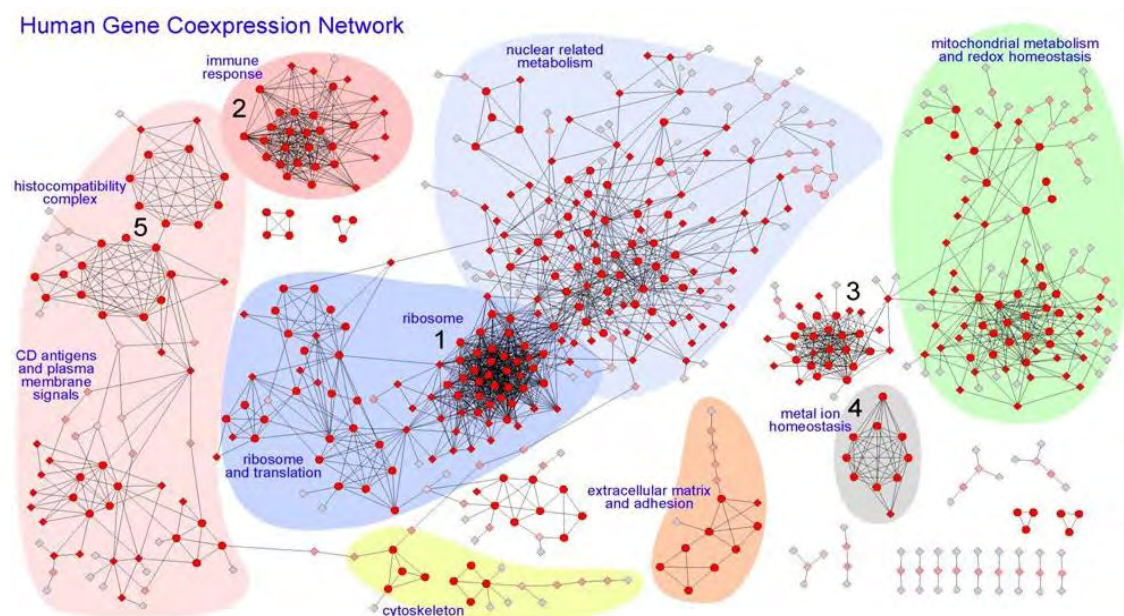 Human Gene Coexpression Network
immune
response
2
nuclear related
metabolism
mitochondrial metabolism
and redox homeostasis
histocompatibility
complex
5
ribosome
1
3
CD antigens
and plasma
membrane
signals
metal ion
homeostasis
4
ribosome
and translation
extracellular matrix
and adhesion
cytoskeleton